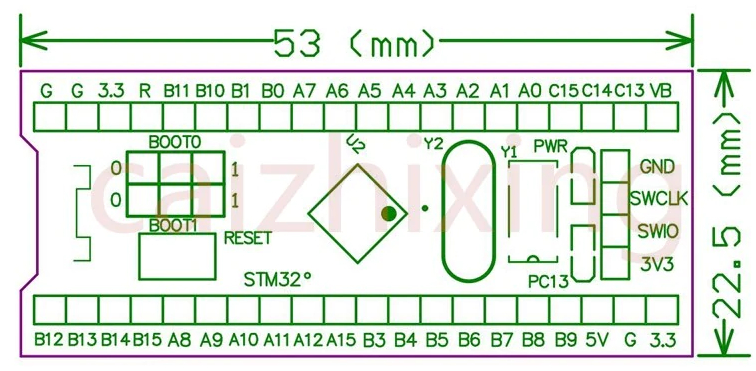 53 (mm)
G G 3.3 R B11 B10 B1 B0 A7 A6 A5 A4 A3 A2 A1 A0 C15 C14 C13 VB
BOOT0
U2
Y2
Y1
PWR
0 1
0 1
BOOT1
RESET
STM32°
PC13
GND
SWCLK
SWIO
3V3
22.5 (mm)
caizhixing
B12 B13 B14 B15 A8 A9 A10 A11 A12 A15 B3 B4 B5 B6 B7 B8 B9 5V G 3.3